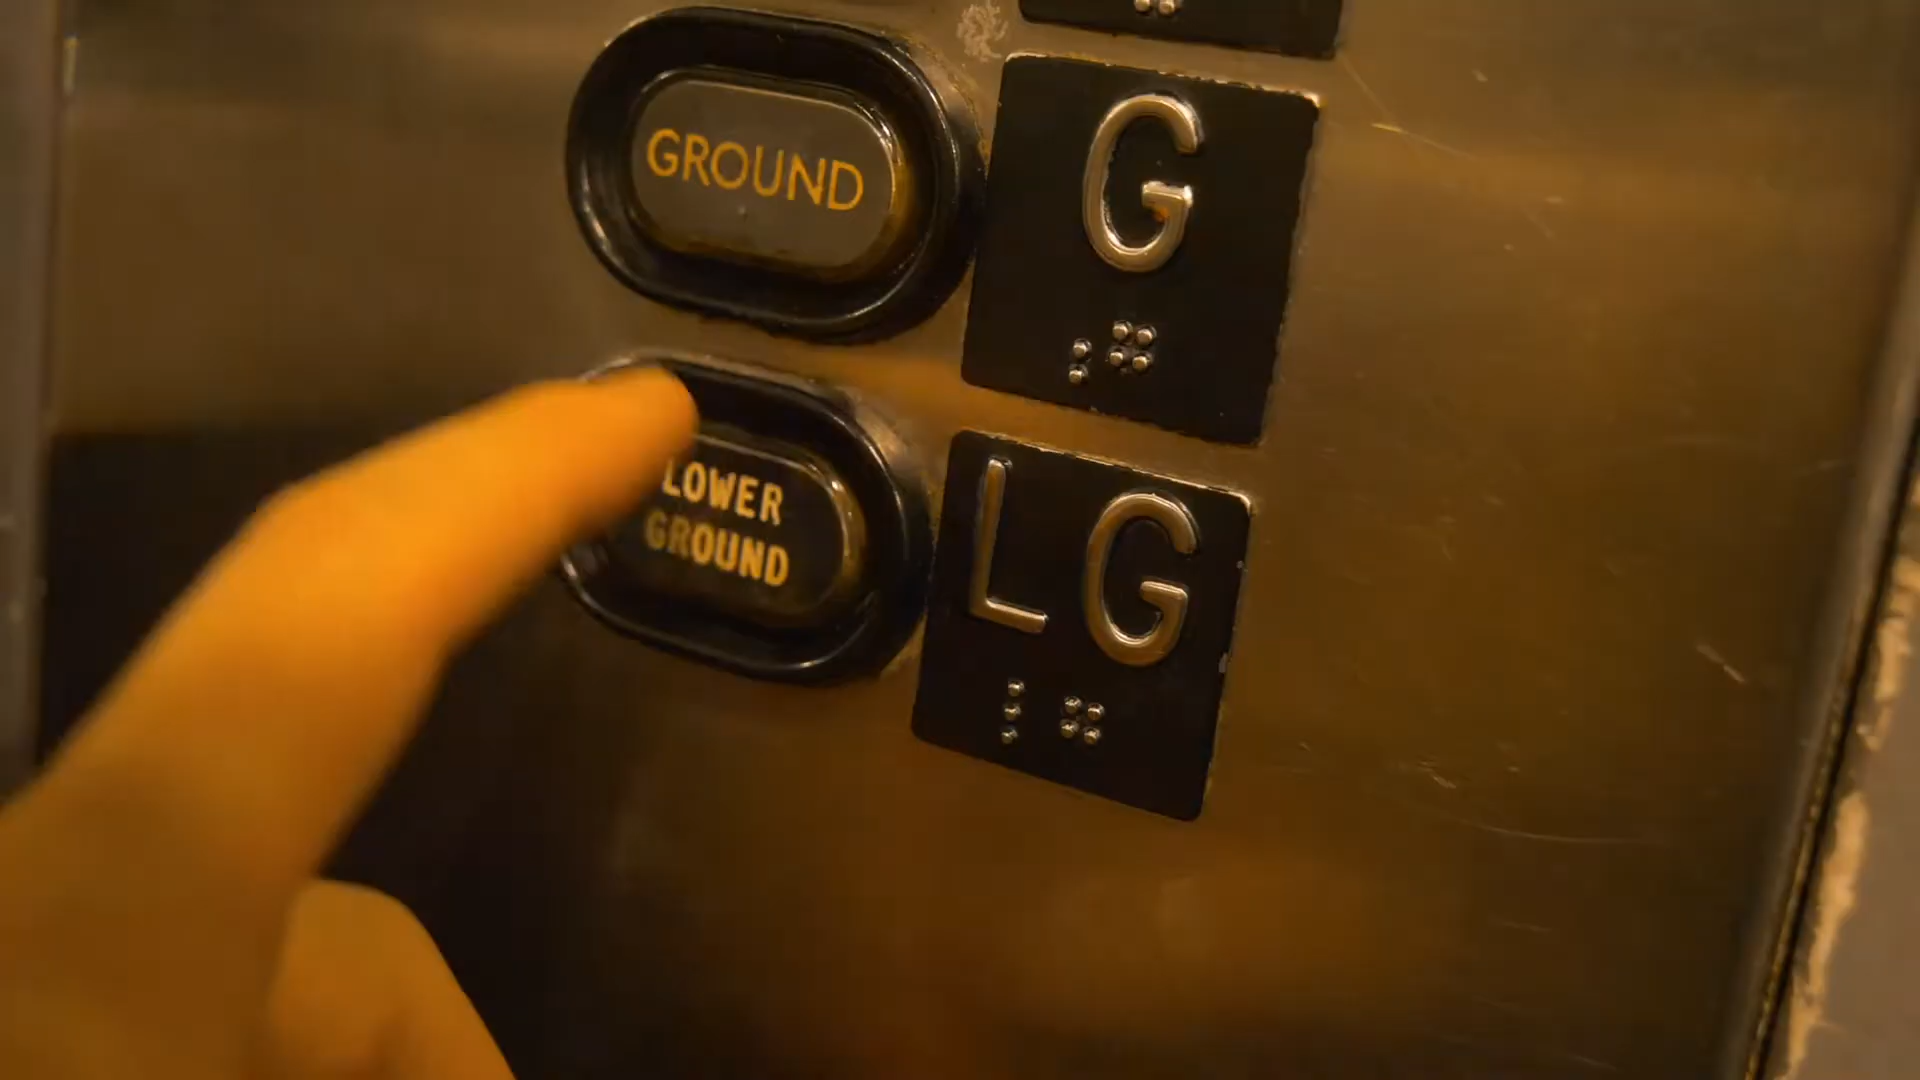 GROUND
G
⠰⠛
LOWER
GROUND
LG
⠇⠛